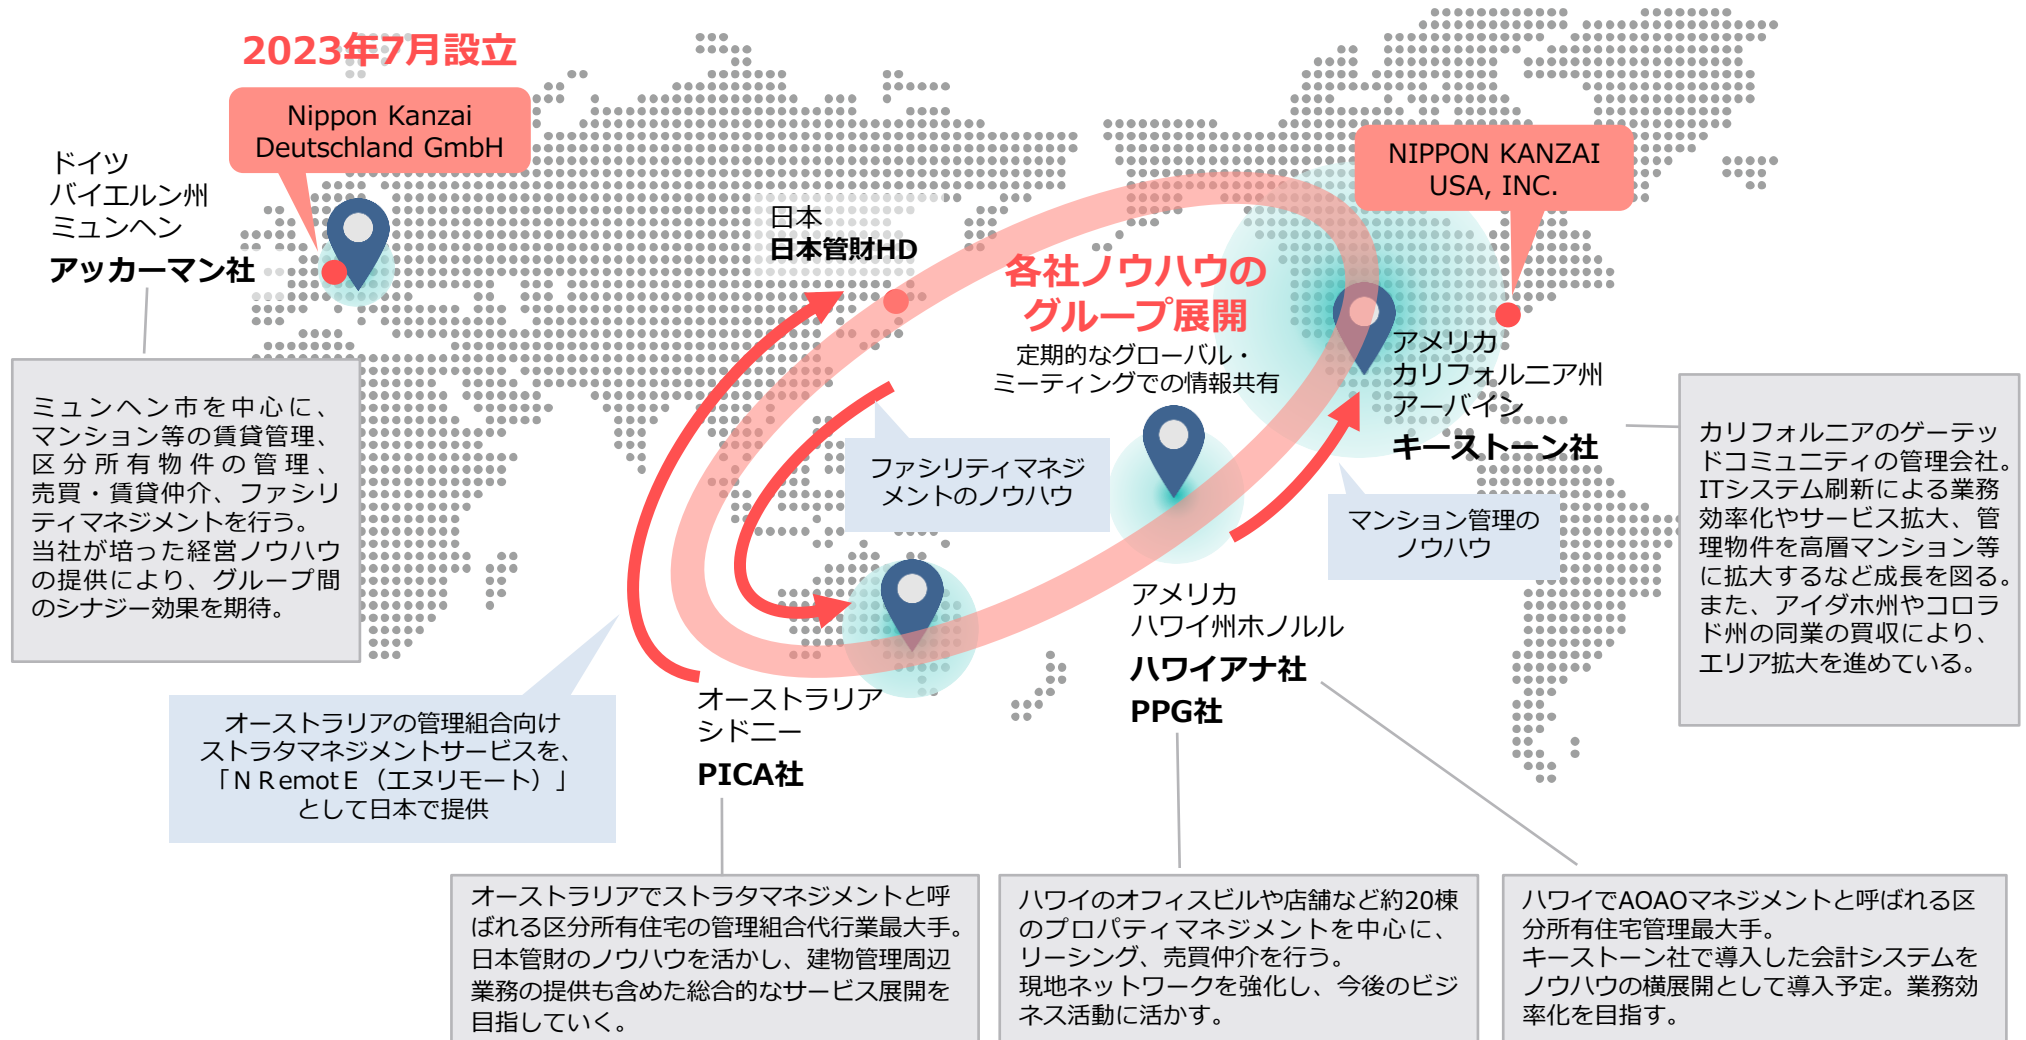 2023年7月設立
Nippon Kanzai
Deutschland GmbH
ドイツ
バイエルン州
ミュンヘン
アッカーマン社
ミュンヘン市を中心に、
マンション等の賃貸管理、
区分所有物件の管理、
売買・賃貸仲介、ファシリ
ティマネジメントを行う。
当社が培った経営ノウハウ
の提供により、グループ間
のシナジー効果を期待。
日本
日本管財HD
各社ノウハウの
グループ展開
定期的なグローバル・
ミーティングでの情報共有
NIPPON KANZAI
USA, INC.
アメリカ
カリフォルニア州
アーバイン
キーストーン社
カリフォルニアのゲーテッ
ドコミュニティの管理会社。
ITシステム刷新による業務
効率化やサービス拡大、管
理物件を高層マンション等
に拡大するなど成長を図る。
また、アイダホ州やコロラ
ド州の同業の買収により、
エリア拡大を進めている。
ファシリティマネジ
メントのノウハウ
マンション管理の
ノウハウ
アメリカ
ハワイ州ホノルル
ハワイアナ社
PPG社
オーストラリア
シドニー
PICA社
オーストラリアの管理組合向け
ストラタマネジメントサービスを、
「N RemotE（エヌリモート）」
として日本で提供
オーストラリアでストラタマネジメントと呼
ばれる区分所有住宅の管理組合代行業最大手。
日本管財のノウハウを活かし、建物管理周辺
業務の提供も含めた総合的なサービス展開を
目指していく。
ハワイのオフィスビルや店舗など約20棟
のプロパティマネジメントを中心に、
リーシング、売買仲介を行う。
現地ネットワークを強化し、今後のビジ
ネス活動に活かす。
ハワイでAOAOマネジメントと呼ばれる区
分所有住宅管理最大手。
キーストーン社で導入した会計システムを
ノウハウの横展開として導入予定。業務効
率化を目指す。